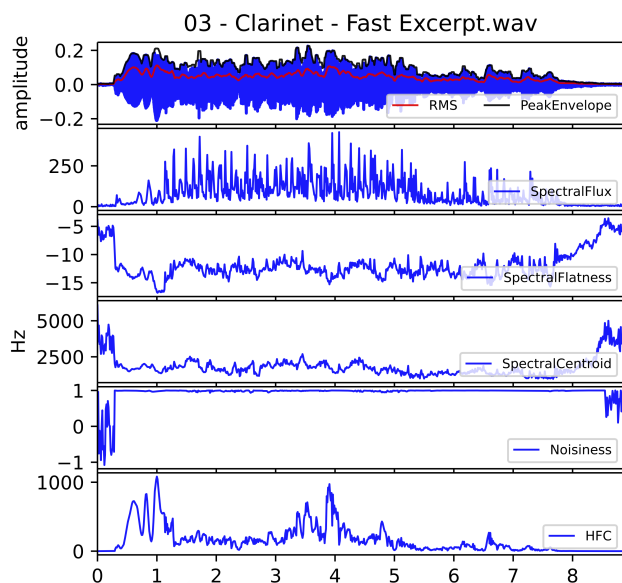 03 - Clarinet - Fast Excerpt.wav
amplitude
0.2
0.0
−0.2
RMS PeakEnvelope
250
0
SpectralFlux
−5
−10
−15
SpectralFlatness
Hz
5000
2500
SpectralCentroid
1
0
−1
Noisiness
1000
0
HFC
0 1 2 3 4 5 6 7 8